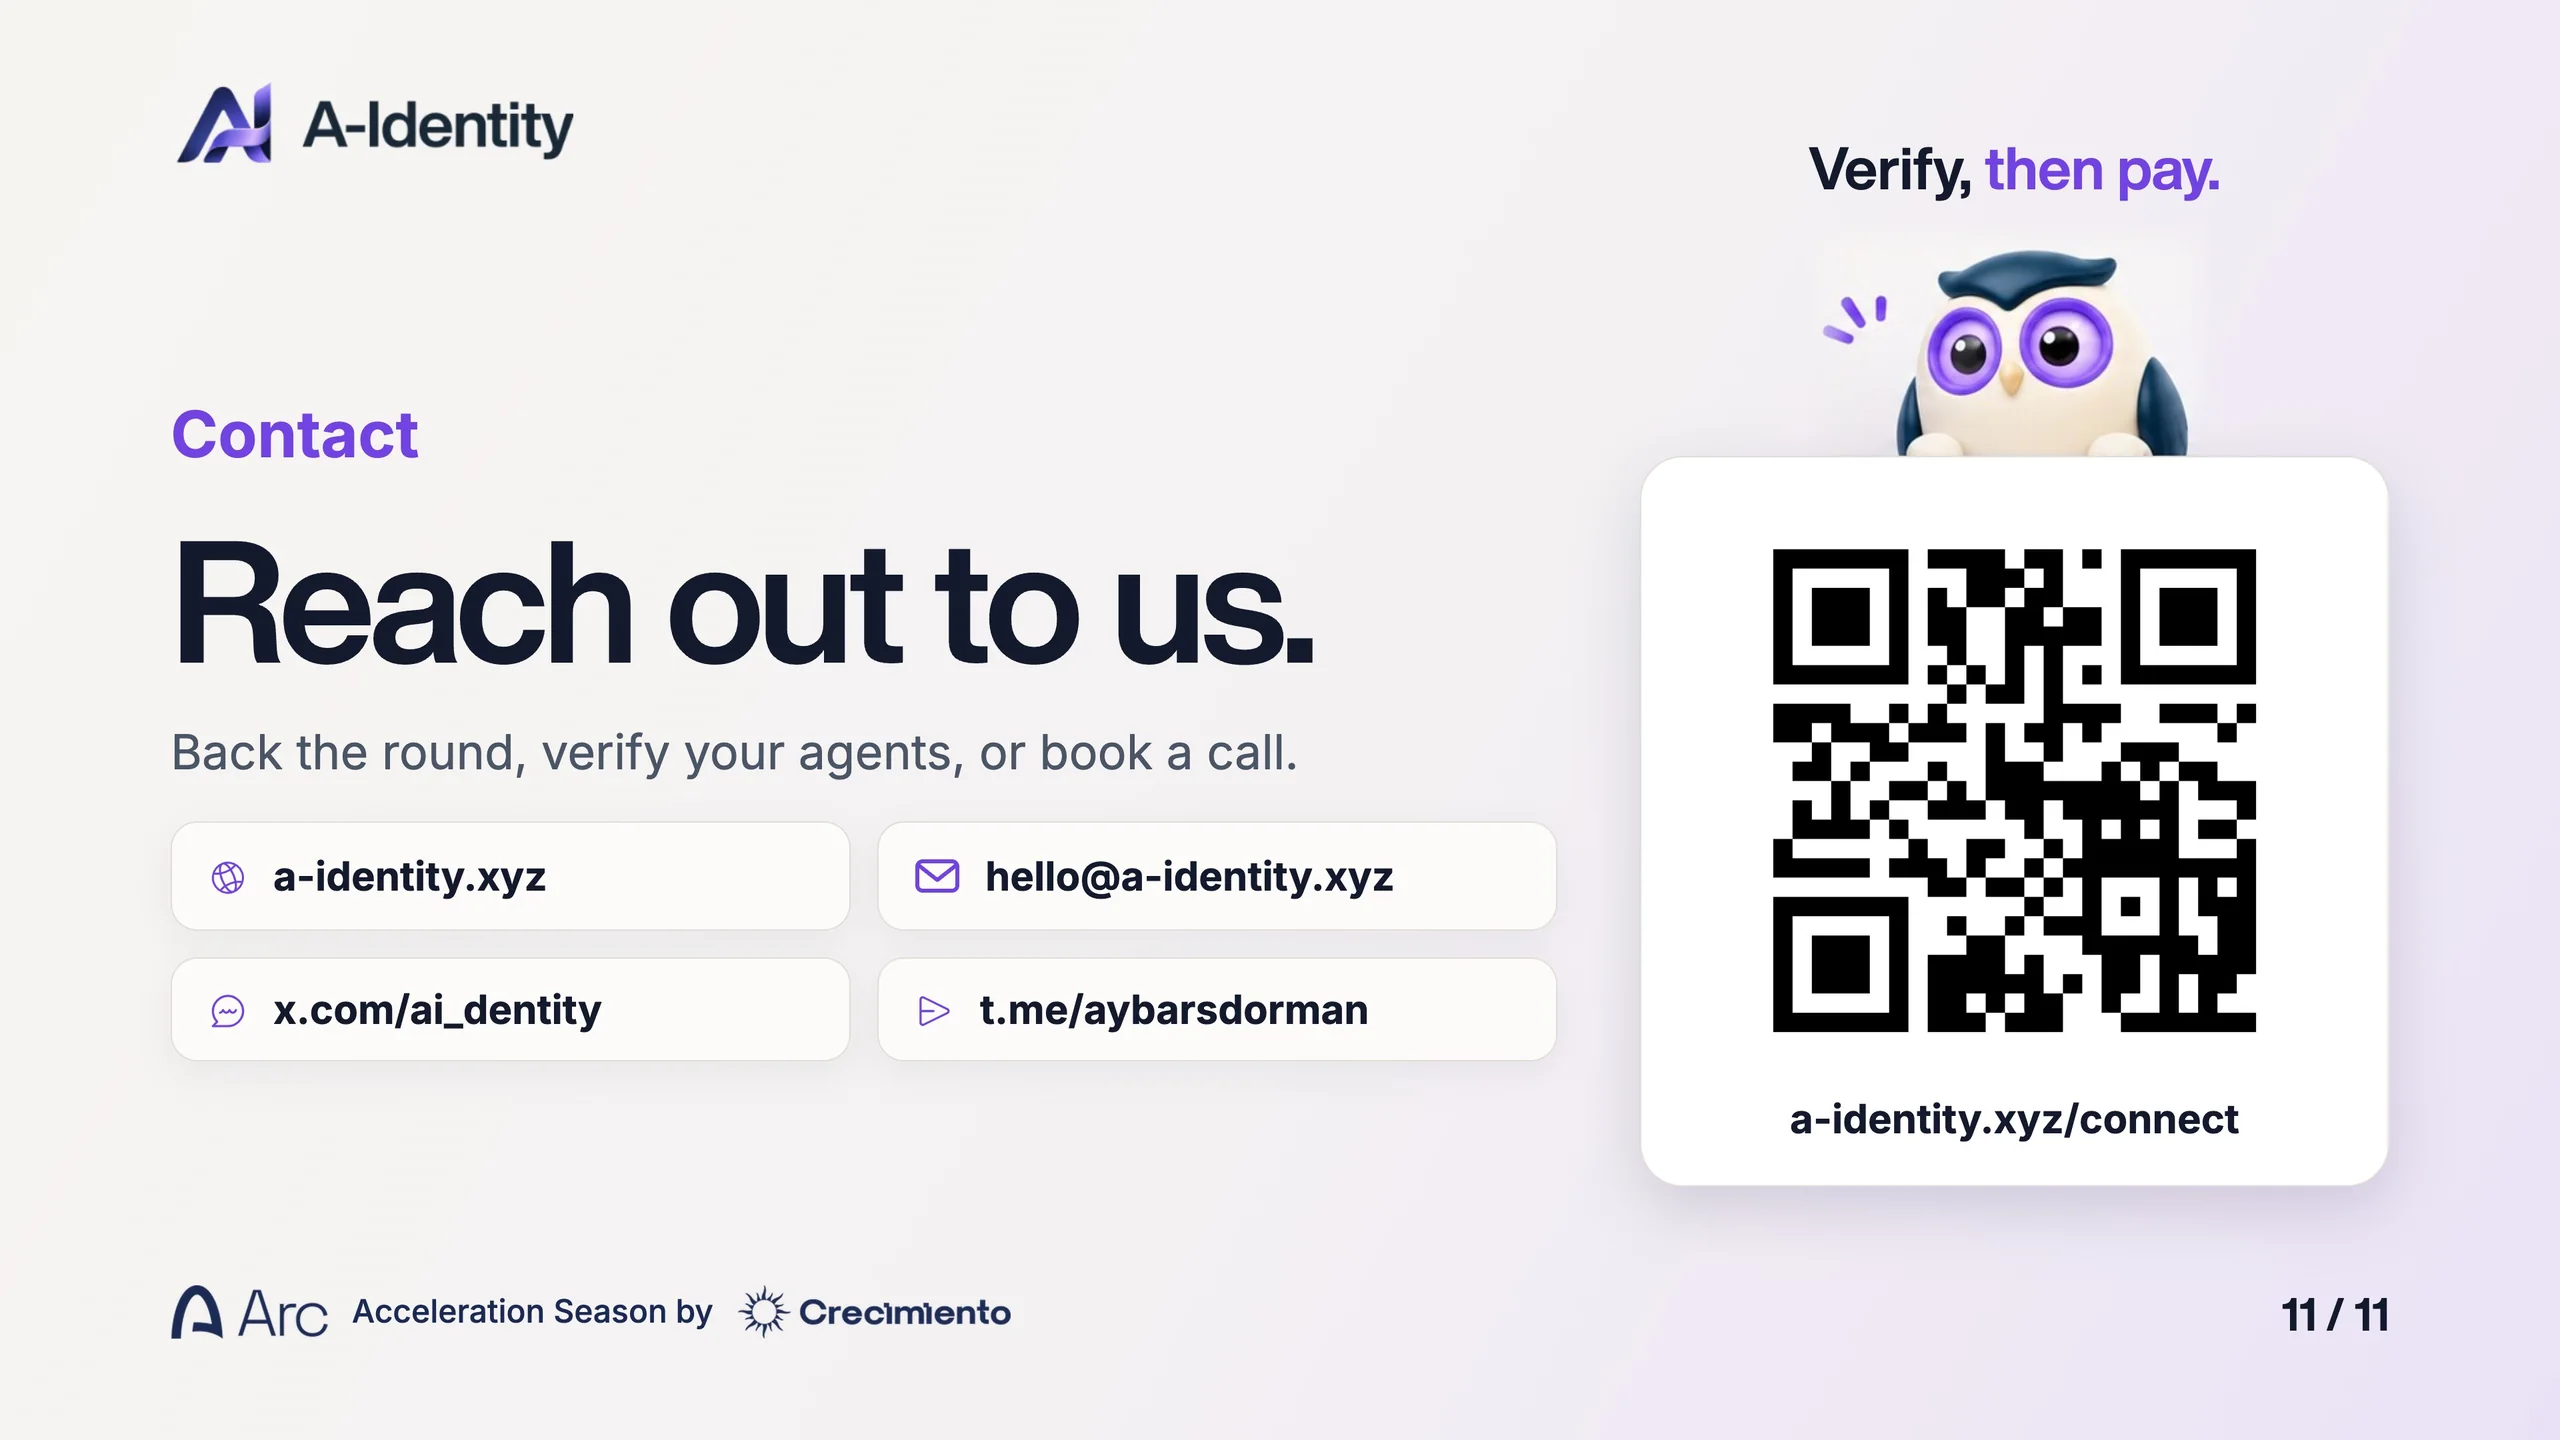 A-Identity
Verify, then pay.
Contact
Reach out to us.
Back the round, verify your agents, or book a call.
a-identity.xyz
hello@a-identity.xyz
x.com/ai_dentity
t.me/aybarsdorman
a-identity.xyz/connect
Arc Acceleration Season by Crecimiento
11 / 11